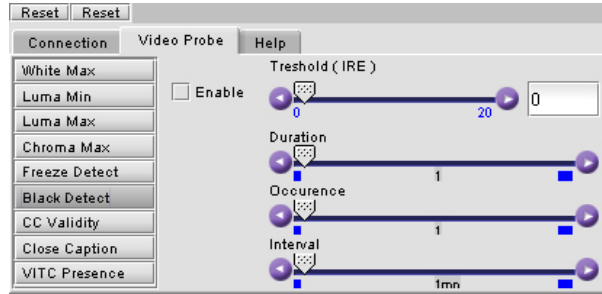 Reset Reset
Connection Video Probe Help
White Max
Luma Min
Luma Max
Chroma Max
Freeze Detect
Black Detect
CC Validity
Close Caption
VITC Presence
Enable
Treshold ( IRE )
0 20 0
Duration
1
Occurence
1
Interval
1mn